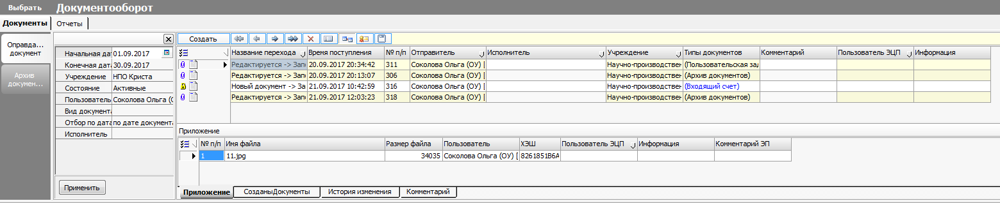 Выбрать Документооборот
Документы Отчеты
Оправда... документ
Архив докумен...
Начальная дат 01.09.2017
Конечная дата 30.09.2017
Учреждение НПО Криста
Состояние Активные
Пользователь Соколова Ольга (О
Вид документа
Отбор по дата по дате документа
Исполнитель
Применить
Создать
Название перехода Время поступления № п/п Отправитель Исполнитель Учреждение Типы документов Комментарий Пользователь ЭЦП Информация
Редактируется -> Запо 20.09.2017 20:34:42 311 Соколова Ольга (ОУ) [ Научно-производствен (Пользовательская зад
Редактируется -> Запо 20.09.2017 20:13:07 306 Соколова Ольга (ОУ) [ Научно-производствен (Архив документов)
Новый документ -> За 21.09.2017 10:42:59 316 Соколова Ольга (ОУ) [ Научно-производствен (Входящий счет)
Редактируется -> Запо 21.09.2017 12:03:23 318 Соколова Ольга (ОУ) [ Научно-производствен (Архив документов)
Приложение
№ п/п Имя файла Размер файла Пользователь ХЭШ Пользователь ЭЦП Информация Комментарий ЭП
1 11.jpg 34035 Соколова Ольга (ОУ) [ 8261851B6A
Приложение СозданыДокументы История изменения Комментарий